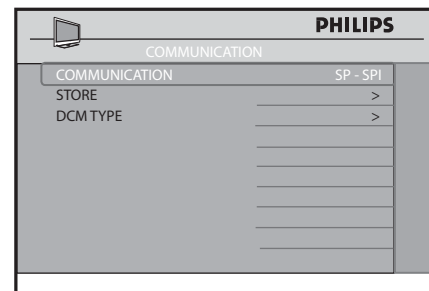 PHILIPS
COMMUNICATION
COMMUNICATION SP - SPI
STORE >
DCM TYPE >